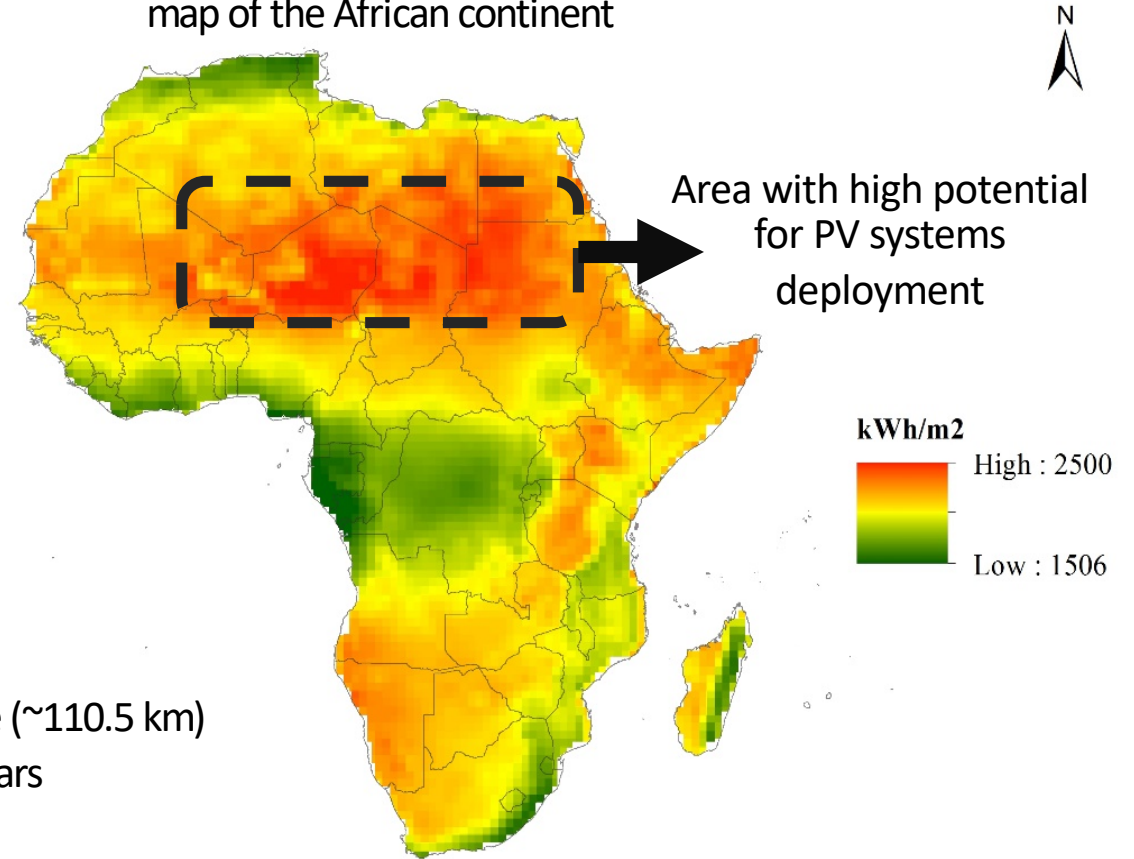 map of the African continent
N
Area with high potential
for PV systems
deployment
kWh/m2
High : 2500
Low : 1506
(~110.5 km)